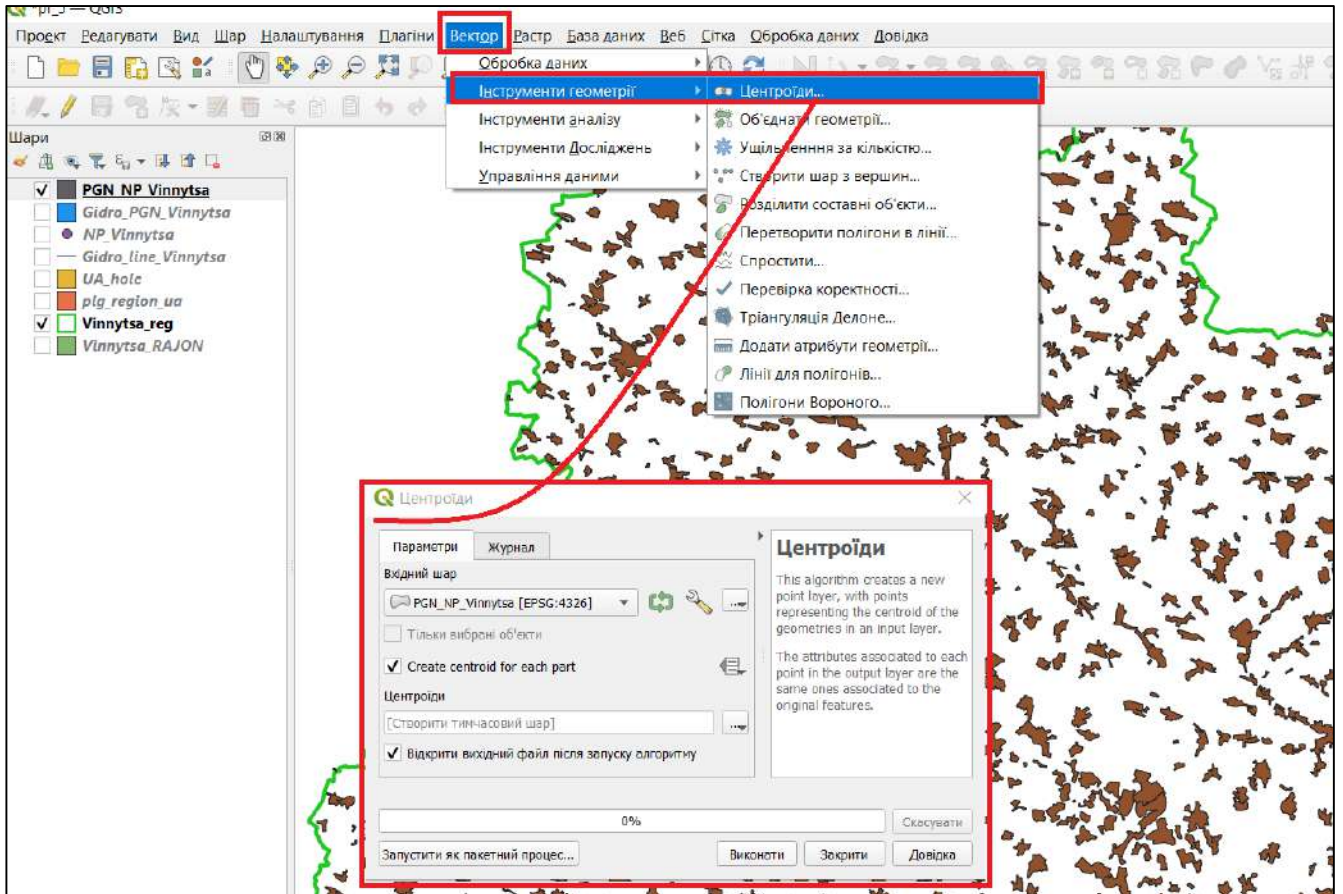 *pr_5 — QGIS
Проєкт Редагувати Вид Шар Налаштування Плагіни Вектор Растр База даних Веб Сітка Обробка даних Довідка
Обробка даних
Інструменти геометрії
Інструменти аналізу
Інструменти Досліджень
Управління даними
Центроїди...
Об'єднати геометрії...
Ущільненння за кількістю...
Створити шар з вершин...
Розділити составні об'єкти...
Перетворити полігони в лінії...
Спростити...
Перевірка коректності...
Тріангуляція Делоне...
Додати атрибути геометрії...
Лінії для полігонів...
Полігони Вороного...
Шари
PGN_NP_Vinnytsa
Gidro_PGN_Vinnytsa
NP_Vinnytsa
Gidro_line_Vinnytsa
UA_hole
plg_region_ua
Vinnytsa_reg
Vinnytsa_RAJON
Центроїди
Параметри Журнал
Вхідний шар
PGN_NP_Vinnytsa [EPSG:4326]
Тільки вибрані об'єкти
Create centroid for each part
Центроїди
[Створити тимчасовий шар]
Відкрити вихідний файл після запуску алгоритму
Центроїди
This algorithm creates a new
point layer, with points
representing the centroid of the
geometries in an input layer.
The attributes associated to each
point in the output layer are the
same ones associated to the
original features.
0%
Скасувати
Запустити як пакетний процес...
Виконати Закрити Довідка